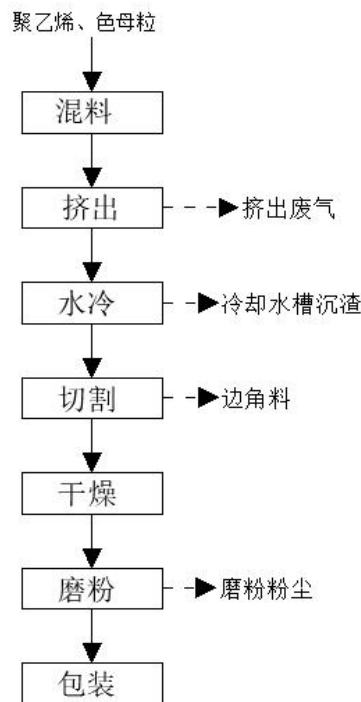 聚乙烯、色母粒
混料
挤出
挤出废气
水冷
冷却水槽沉渣
切割
边角料
干燥
磨粉
磨粉粉尘
包装